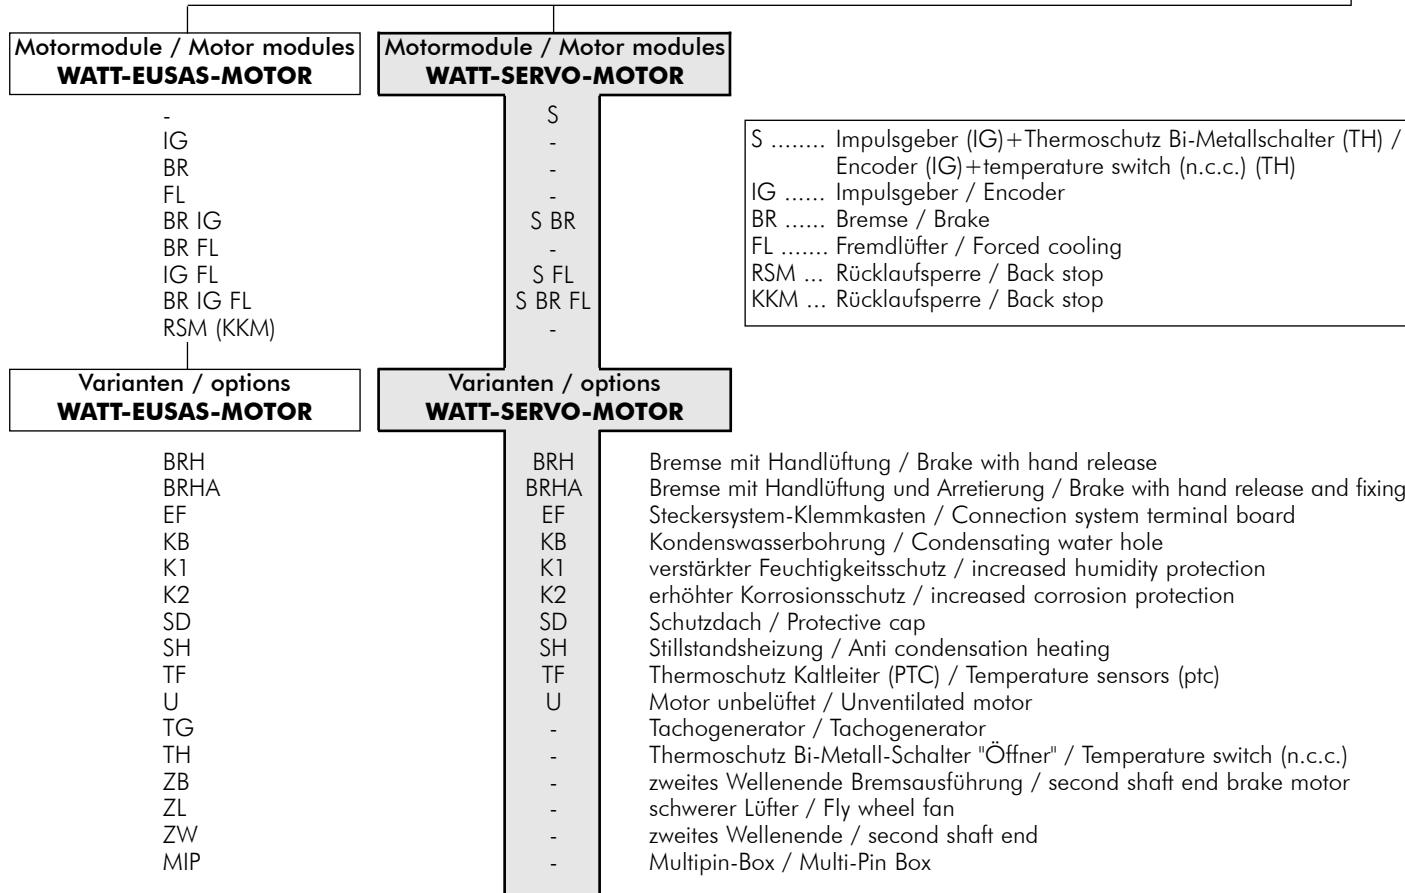 Motormodule / Motor modules
WATT-EUSAS-MOTOR
Motormodule / Motor modules
WATT-SERVO-MOTOR
- S
IG -
BR -
FL -
BR IG S BR
BR FL -
IG FL S FL
BR IG FL S BR FL
RSM (KKM) -
S ........ Impulsgeber (IG)+Thermoschutz Bi-Metallschalter (TH) /
Encoder (IG)+temperature switch (n.c.c.) (TH)
IG ...... Impulsgeber / Encoder
BR ...... Bremse / Brake
FL ....... Fremdlüfter / Forced cooling
RSM ... Rücklaufsperre / Back stop
KKM ... Rücklaufsperre / Back stop
Varianten / options
WATT-EUSAS-MOTOR
Varianten / options
WATT-SERVO-MOTOR
BRH BRH Bremse mit Handlüftung / Brake with hand release
BRHA BRHA Bremse mit Handlüftung und Arretierung / Brake with hand release and fixing
EF EF Steckersystem-Klemmkasten / Connection system terminal board
KB KB Kondenswasserbohrung / Condensating water hole
K1 K1 verstärkter Feuchtigkeitsschutz / increased humidity protection
K2 K2 erhöhter Korrosionsschutz / increased corrosion protection
SD SD Schutzdach / Protective cap
SH SH Stillstandsheizung / Anti condensation heating
TF TF Thermoschutz Kaltleiter (PTC) / Temperature sensors (ptc)
U U Motor unbelüftet / Unventilated motor
TG - Tachogenerator / Tachogenerator
TH - Thermoschutz Bi-Metall-Schalter "Öffner" / Temperature switch (n.c.c.)
ZB - zweites Wellenende Bremsausführung / second shaft end brake motor
ZL - schwerer Lüfter / Fly wheel fan
ZW - zweites Wellenende / second shaft end
MIP - Multipin-Box / Multi-Pin Box